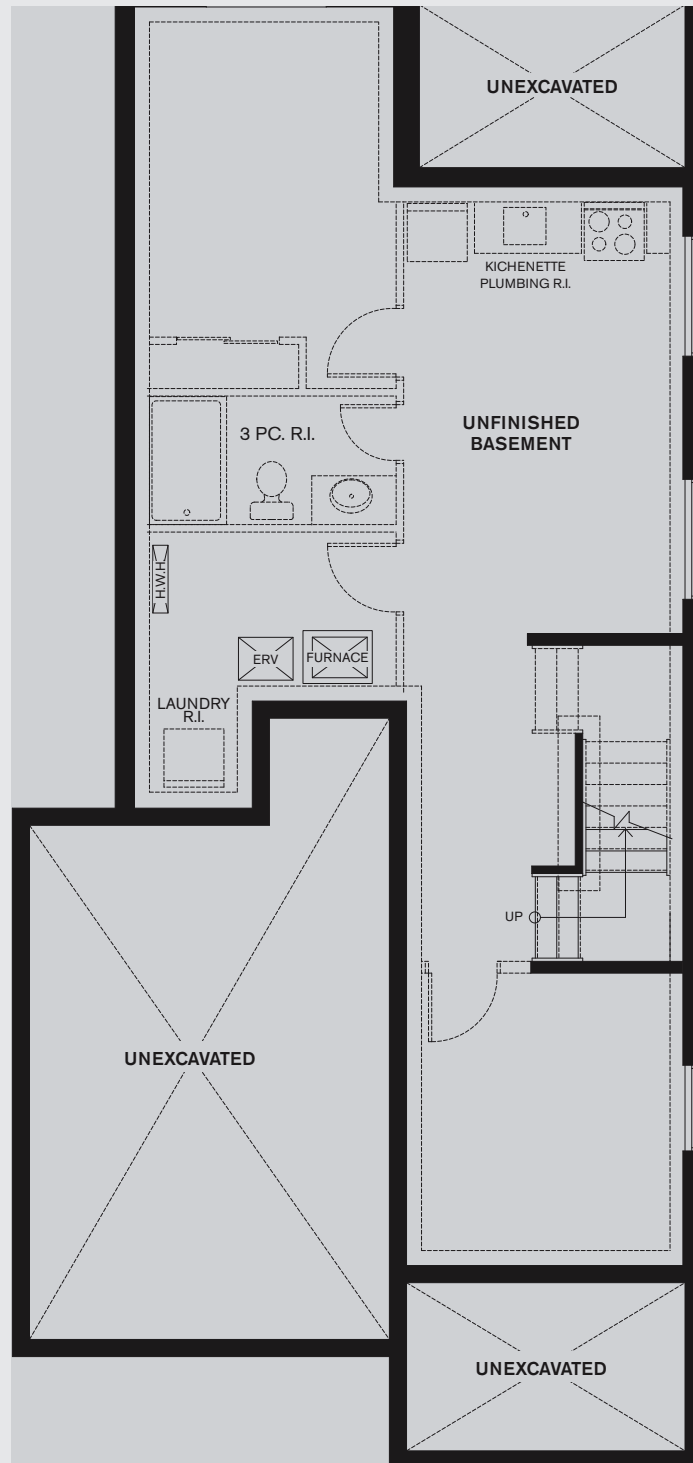 UNEXCAVATED
KICHENETTE
PLUMBING R.I.
3 PC. R.I.
UNFINISHED
BASEMENT
H.W.H
ERV
FURNACE
LAUNDRY
R.I.
UP
UNEXCAVATED
UNEXCAVATED